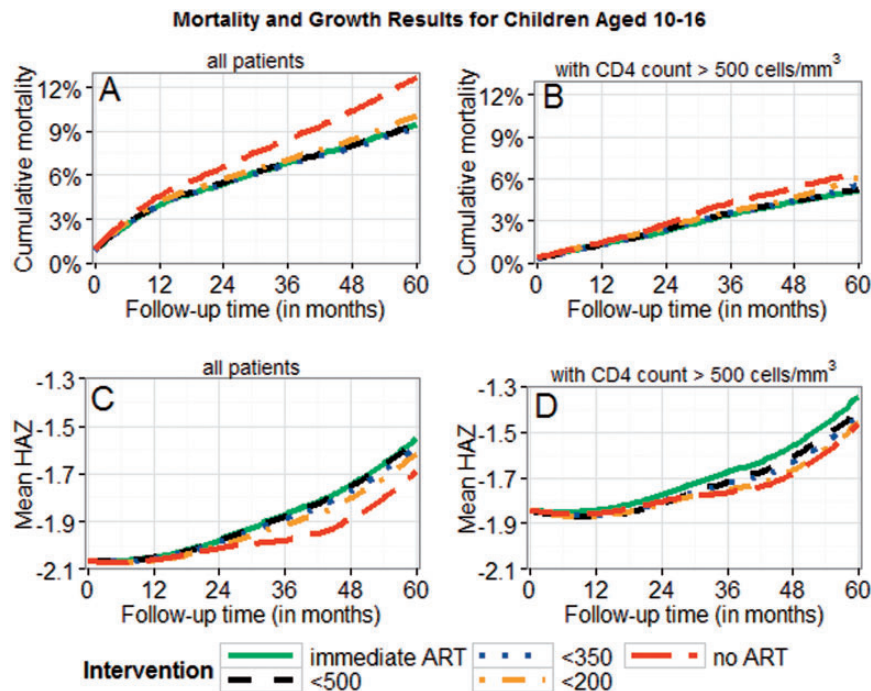 Mortality and Growth Results for Children Aged 10-16
all patients
A
Cumulative mortality
12%
9%
6%
3%
0%
0 12 24 36 48 60
Follow-up time (in months)
with CD4 count > 500 cells/mm³
B
Cumulative mortality
12%
9%
6%
3%
0%
0 12 24 36 48 60
Follow-up time (in months)
all patients
C
Mean HAZ
-1.3
-1.5
-1.7
-1.9
-2.1
0 12 24 36 48 60
Follow-up time (in months)
with CD4 count > 500 cells/mm³
D
Mean HAZ
-1.3
-1.5
-1.7
-1.9
-2.1
0 12 24 36 48 60
Follow-up time (in months)
Intervention
immediate ART
<350
no ART
<500
<200